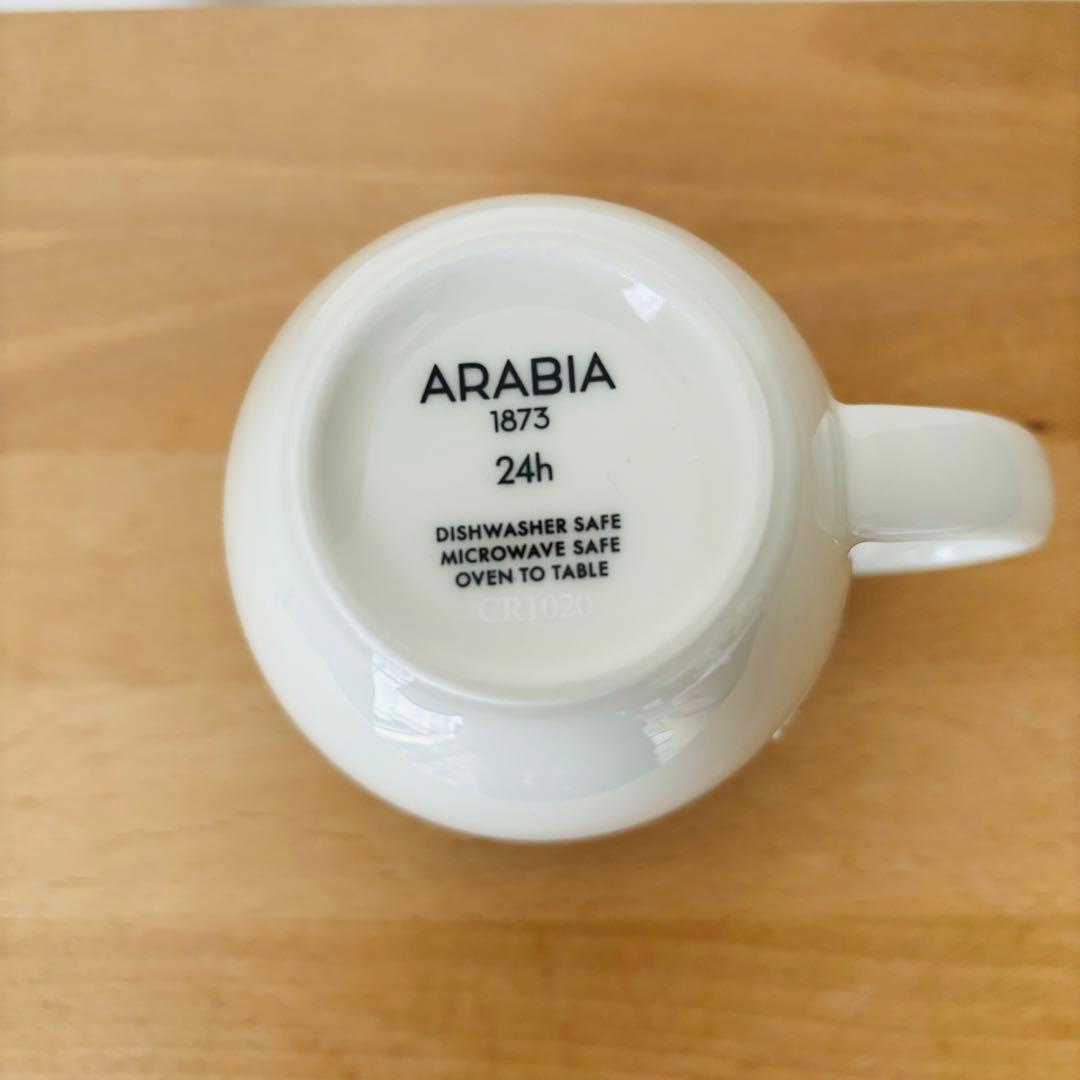 ARABIA
1873
24h
DISHWASHER SAFE
MICROWAVE SAFE
OVEN TO TABLE
CR1020